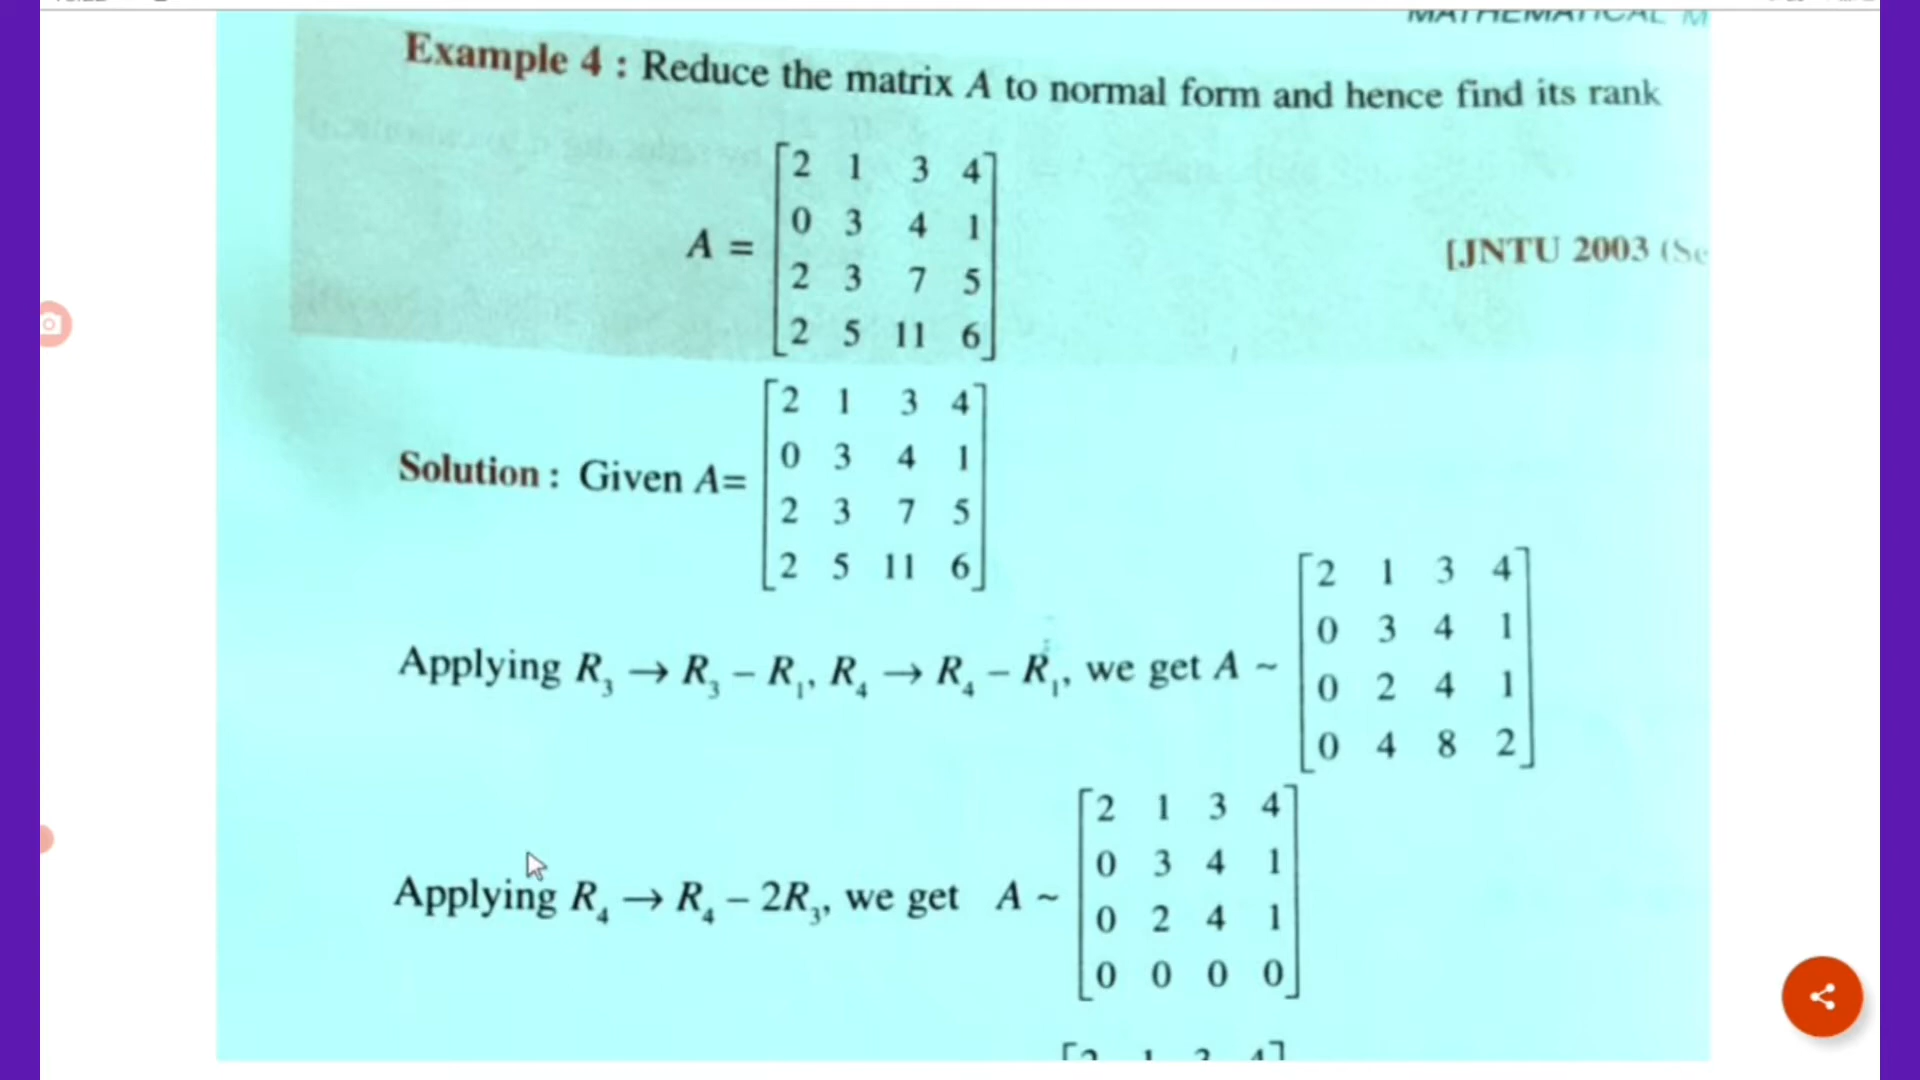 MATHEMATICAL M
Example 4 : Reduce the matrix A to normal form and hence find its rank
A = [2 1 3 4
0 3 4 1
2 3 7 5
2 5 11 6]
[JNTU 2003 (Se
Solution : Given A= [2 1 3 4
0 3 4 1
2 3 7 5
2 5 11 6]
Applying R₃ → R₃ – R₁, R₄ → R₄ – R₁, we get A ~ [2 1 3 4
0 3 4 1
0 2 4 1
0 4 8 2]
Applying R₄ → R₄ – 2R₃, we get A ~ [2 1 3 4
0 3 4 1
0 2 4 1
0 0 0 0]